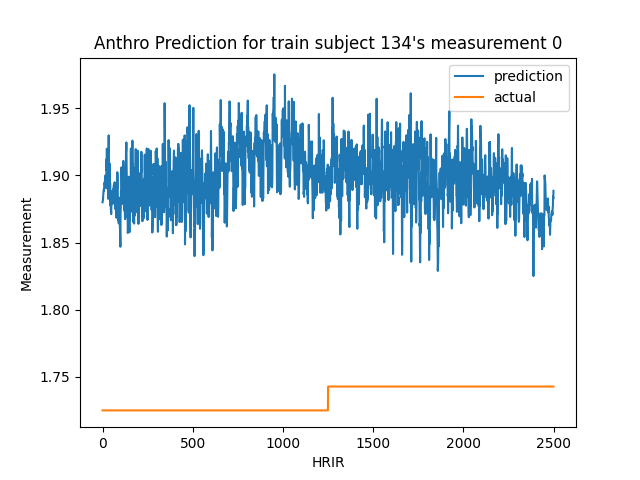 Anthro Prediction for train subject 134's measurement 0
prediction
actual
1.95
1.90
1.85
1.80
1.75
Measurement
0
500
1000
1500
2000
2500
HRIR